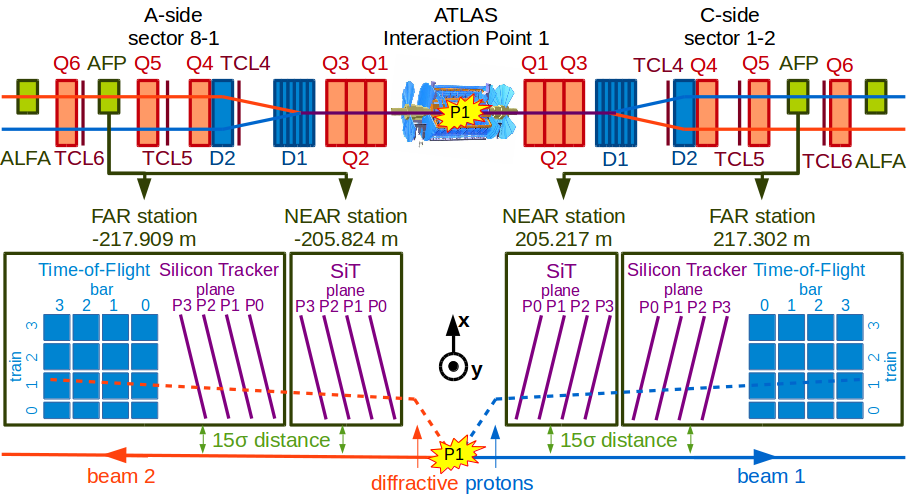 A-side
sector 8-1
ATLAS
Interaction Point 1
C-side
sector 1-2
Q6 AFP Q5 Q4 TCL4 Q3 Q1 Q1 Q3 TCL4 Q4 Q5 AFP Q6
P1
ALFA TCL6 TCL5 D2 D1 Q2 Q2 D1 D2 TCL5 TCL6 ALFA
FAR station
-217.909 m
NEAR station
-205.824 m
NEAR station
205.217 m
FAR station
217.302 m
Time-of-Flight
bar
3 2 1 0
train
3
2
1
0
Silicon Tracker
plane
P3 P2 P1 P0
SiT
plane
P3 P2 P1 P0
x
y
SiT
plane
P0 P1 P2 P3
Silicon Tracker
plane
P0 P1 P2 P3
Time-of-Flight
bar
0 1 2 3
3
2
1
0
train
15σ distance
15σ distance
P1
beam 2
diffractive protons
beam 1